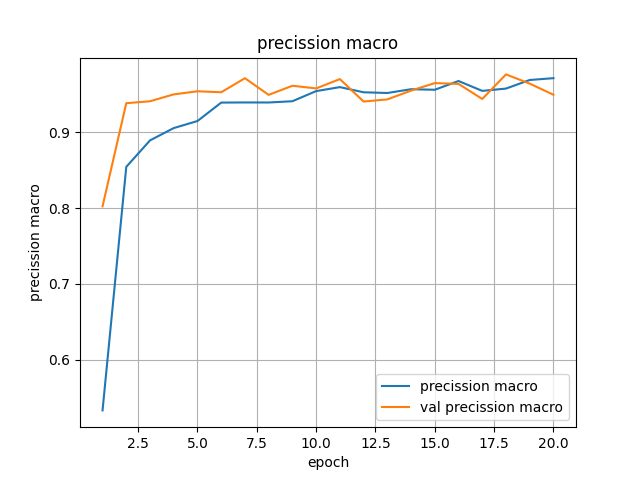 precission macro
precission macro
0.9
0.8
0.7
0.6
2.5 5.0 7.5 10.0 12.5 15.0 17.5 20.0
epoch
precission macro
val precission macro